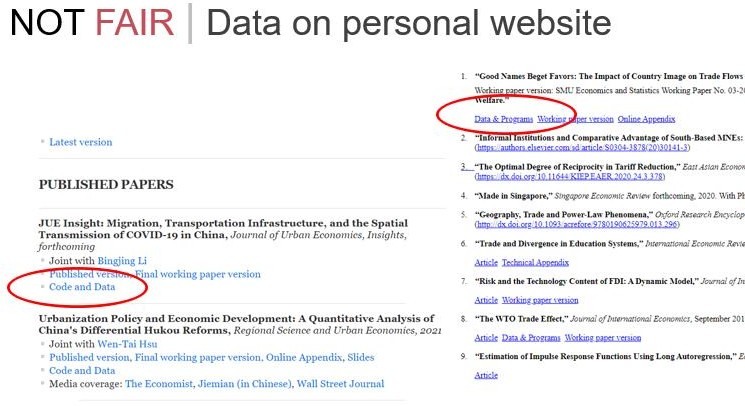 NOT FAIR | Data on personal website
Latest version
PUBLISHED PAPERS
JUE Insight: Migration, Transportation Infrastructure, and the Spatial
Transmission of COVID-19 in China, Journal of Urban Economics, Insights,
forthcoming
Joint with Bingjing Li
Published version, Final working paper version
Code and Data
Urbanization Policy and Economic Development: A Quantitative Analysis of
China's Differential Hukou Reforms, Regional Science and Urban Economics, 2021
Joint with Wen-Tai Hsu
Published version, Final working paper version, Online Appendix, Slides
Code and Data
Media coverage: The Economist, Jiemian (in Chinese), Wall Street Journal
1. “Good Names Beget Favors: The Impact of Country Image on Trade Flows
Working paper version: SMU Economics and Statistics Working Paper No. 03-20
Welfare.”
Data & Programs Working paper version Online Appendix
2. “Informal Institutions and Comparative Advantage of South-Based MNEs:
(https://authors.elsevier.com/sd/article/S0304-3878(20)30141-3)
3. “The Optimal Degree of Reciprocity in Tariff Reduction,” East Asian Econom
(https://dx.doi.org/10.11644/KIEP.EAER.2020.24.3.378)
4. “Made in Singapore,” Singapore Economic Review forthcoming, 2020. With Ph
5. “Geography, Trade and Power-Law Phenomena,” Oxford Research Encyclop
(http://dx.doi.org/10.1093/acrefore/9780190625979.013.296)
6. “Trade and Divergence in Education Systems,” International Economic Revie
Article Technical Appendix
7. “Risk and the Technology Content of FDI: A Dynamic Model,” Journal of In
Article Working paper version
8. “The WTO Trade Effect,” Journal of International Economics, September 201
Article Data & Programs Working paper version
9. “Estimation of Impulse Response Functions Using Long Autoregression,”
Article